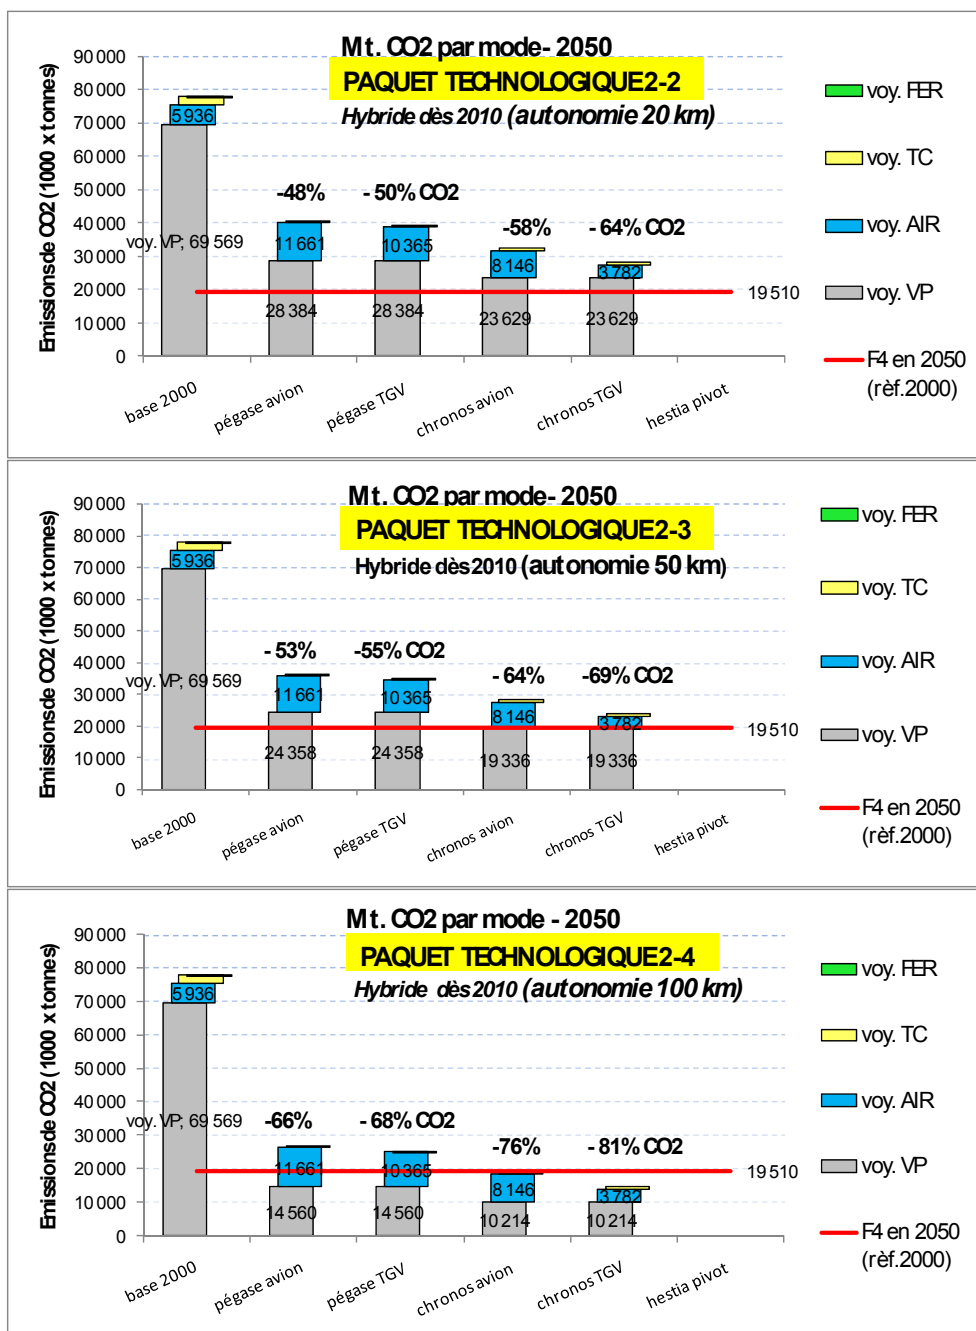 Mt. CO2 par mode- 2050
PAQUET TECHNOLOGIQUE 2-2
Hybride dès 2010 (autonomie 20 km)
Emissions de CO2 (1000 x tonnes)
90 000
80 000
70 000
60 000
50 000
40 000
30 000
20 000
10 000
0
5 936
voy. VP; 69 569
-48%
- 50% CO2
-58%
- 64% CO2
11 661
10 365
8 146
3 782
28 384
28 384
23 629
23 629
19 510
base 2000
pégase avion
pégase TGV
chronos avion
chronos TGV
hestia pivot
voy. FER
voy. TC
voy. AIR
voy. VP
F4 en 2050
(rèf.2000)
Mt. CO2 par mode- 2050
PAQUET TECHNOLOGIQUE 2-3
Hybride dès 2010 (autonomie 50 km)
Emissions de CO2 (1000 x tonnes)
90 000
80 000
70 000
60 000
50 000
40 000
30 000
20 000
10 000
0
5 936
voy. VP; 69 569
- 53%
-55% CO2
- 64%
-69% CO2
11 661
10 365
8 146
3 782
24 358
24 358
19 336
19 336
19 510
base 2000
pégase avion
pégase TGV
chronos avion
chronos TGV
hestia pivot
voy. FER
voy. TC
voy. AIR
voy. VP
F4 en 2050
(rèf.2000)
Mt. CO2 par mode - 2050
PAQUET TECHNOLOGIQUE 2-4
Hybride dès 2010 (autonomie 100 km)
Emissions de CO2 (1000 x tonnes)
90 000
80 000
70 000
60 000
50 000
40 000
30 000
20 000
10 000
0
5 936
voy. VP; 69 569
-66%
- 68% CO2
-76%
- 81% CO2
11 661
10 365
8 146
3 782
14 560
14 560
10 214
10 214
19 510
base 2000
pégase avion
pégase TGV
chronos avion
chronos TGV
hestia pivot
voy. FER
voy. TC
voy. AIR
voy. VP
F4 en 2050
(rèf.2000)